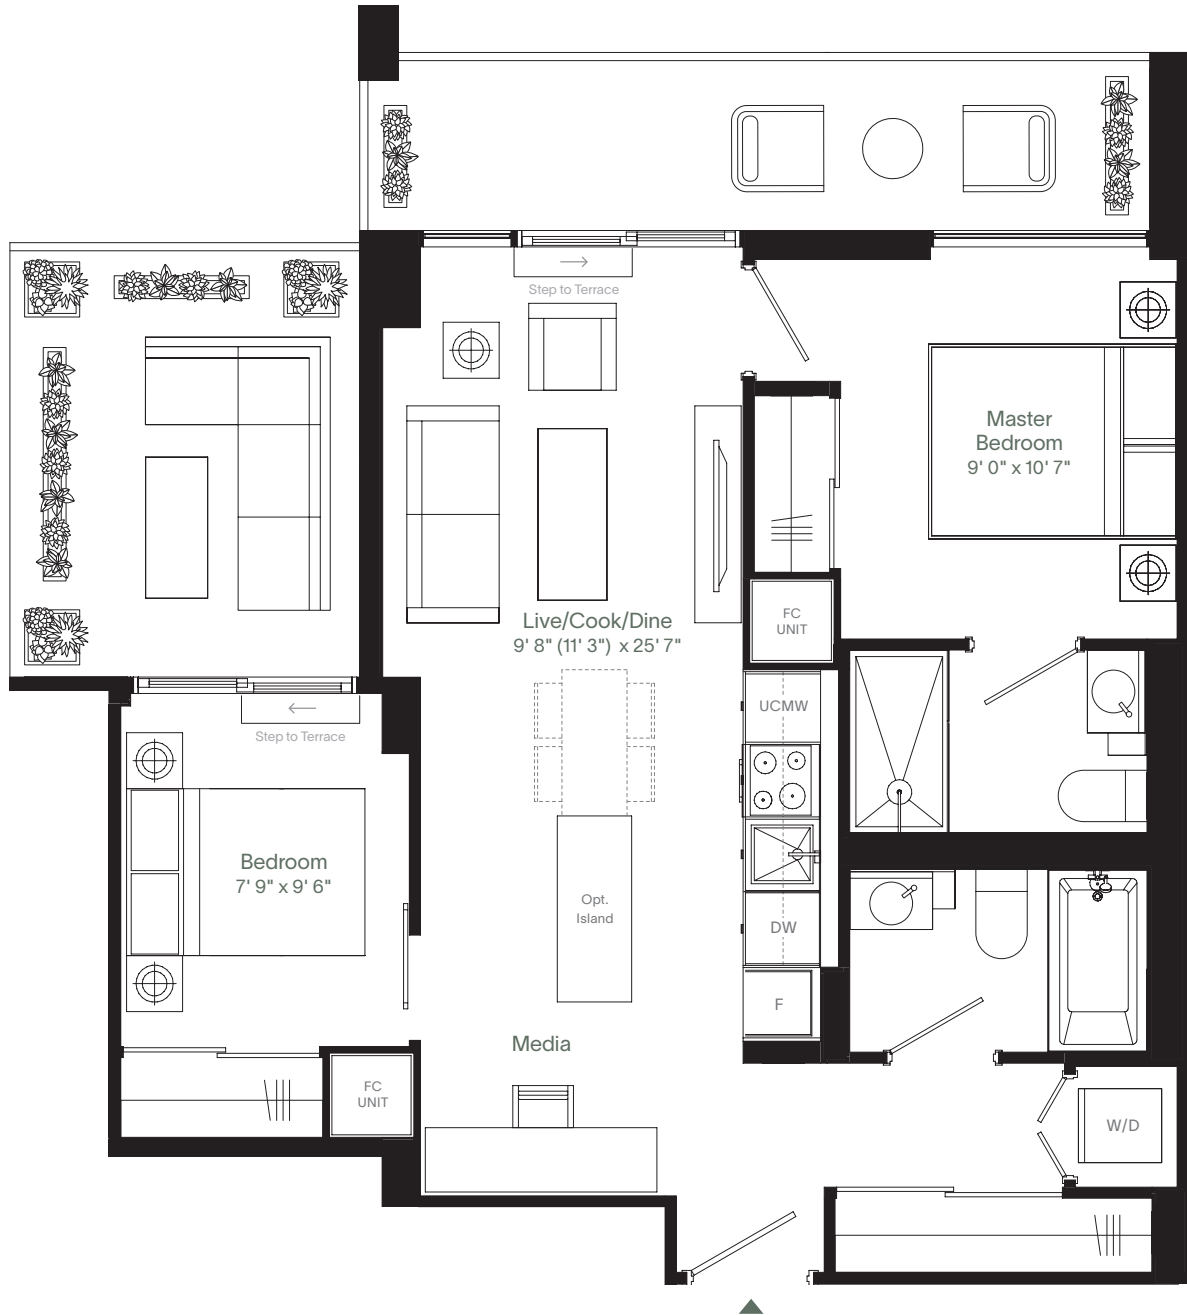 Step to Terrace
Master
Bedroom
9' 0" x 10' 7"
FC
UNIT
Live/Cook/Dine
9' 8" (11' 3") x 25' 7"
UCMW
Step to Terrace
Bedroom
7' 9" x 9' 6"
Opt.
Island
DW
F
Media
FC
UNIT
W/D